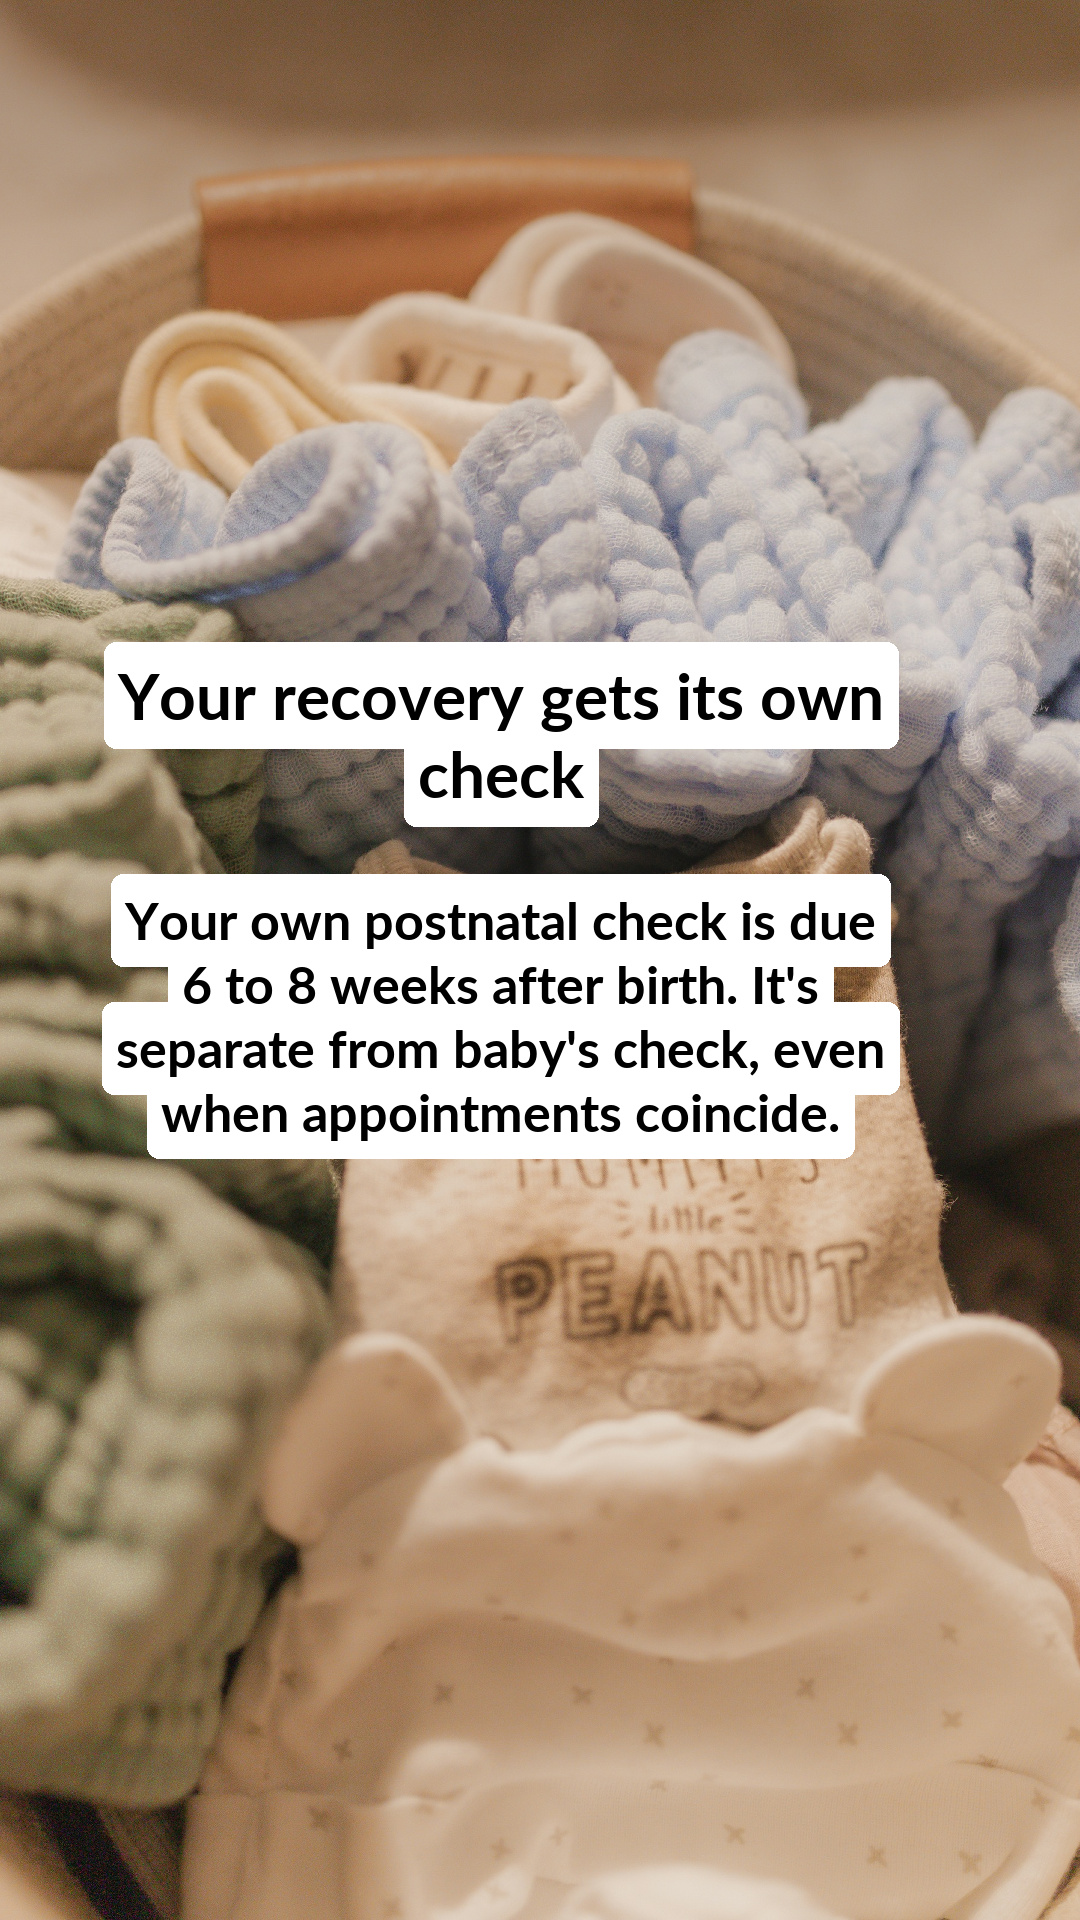 Your recovery gets its own
check
Your own postnatal check is due
6 to 8 weeks after birth. It's
separate from baby's check, even
when appointments coincide.
little
PEANUT